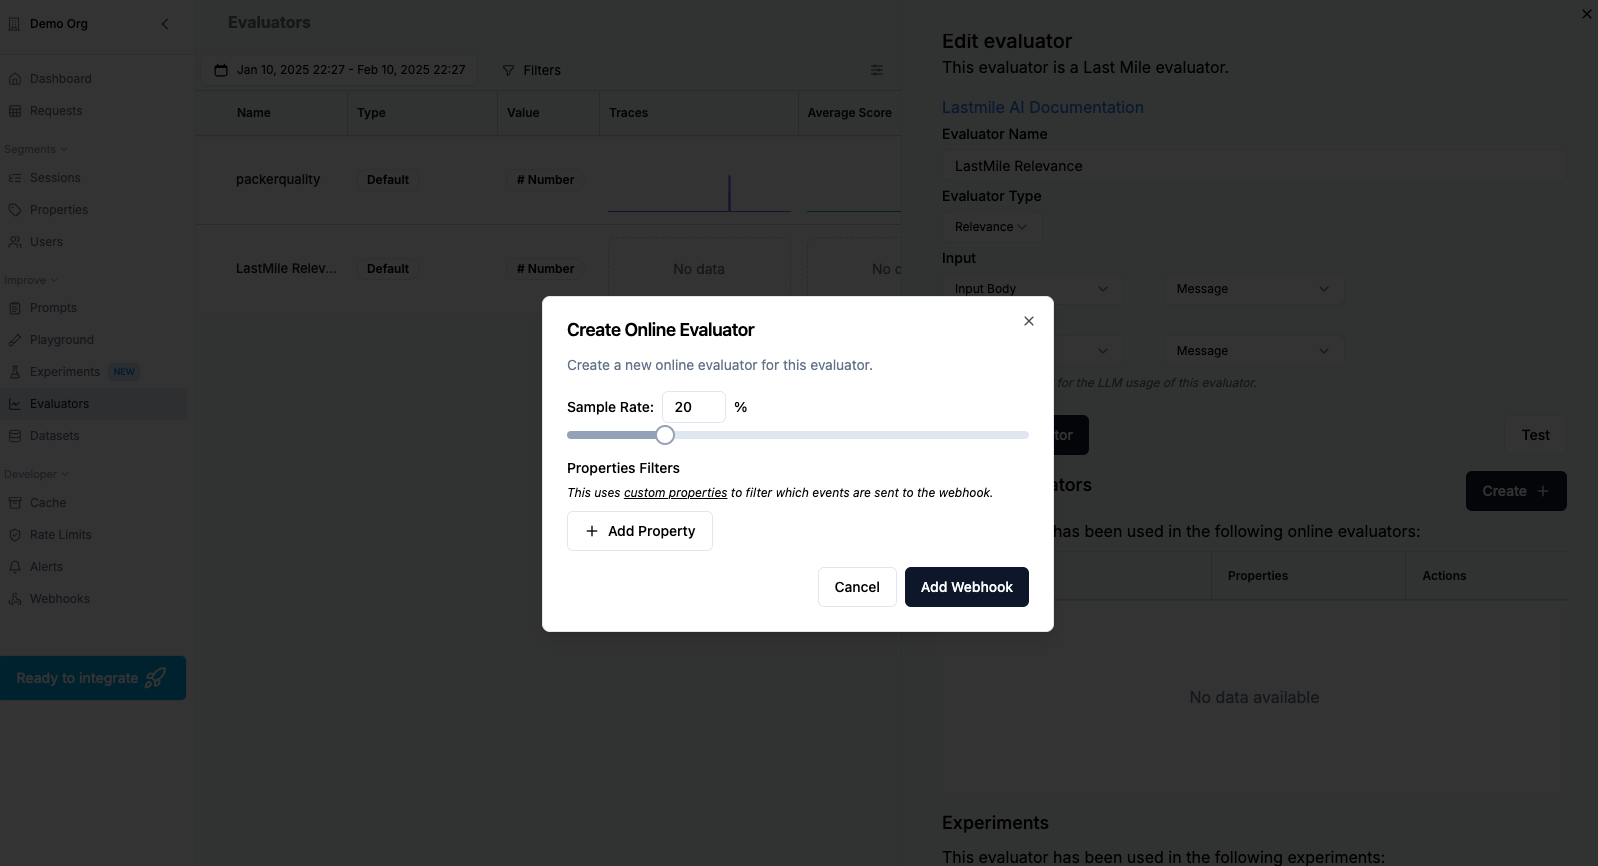 Demo Org
Dashboard
Requests
Segments
Sessions
Properties
Users
Improve
Prompts
Playground
Experiments NEW
Evaluators
Datasets
Developer
Cache
Rate Limits
Alerts
Webhooks
Ready to integrate
Evaluators
Jan 10, 2025 22:27 - Feb 10, 2025 22:27 Filters
Name Type Value Traces Average Score
packerquality Default # Number
LastMile Relev... Default # Number No data No
Create Online Evaluator
Create a new online evaluator for this evaluator.
Sample Rate: 20 %
Properties Filters
This uses custom properties to filter which events are sent to the webhook.
+ Add Property
Cancel Add Webhook
Edit evaluator
This evaluator is a Last Mile evaluator.
Lastmile AI Documentation
Evaluator Name
LastMile Relevance
Evaluator Type
Relevance
Input
Input Body Message
Message
for the LLM usage of this evaluator.
Test
Create +
has been used in the following online evaluators:
Properties Actions
No data available
Experiments
This evaluator has been used in the following experiments: